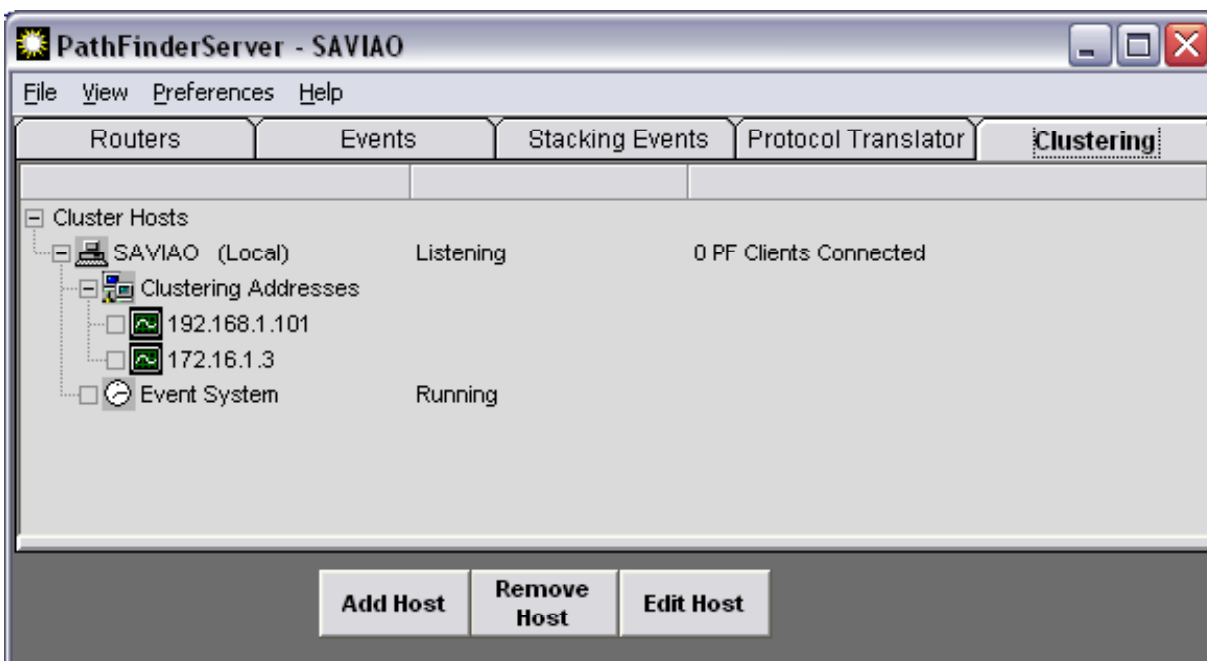 PathFinderServer - SAVIAO
File View Preferences Help
Routers Events Stacking Events Protocol Translator Clustering
Cluster Hosts
SAVIAO (Local) Listening 0 PF Clients Connected
Clustering Addresses
192.168.1.101
172.16.1.3
Event System Running
Add Host Remove Host Edit Host